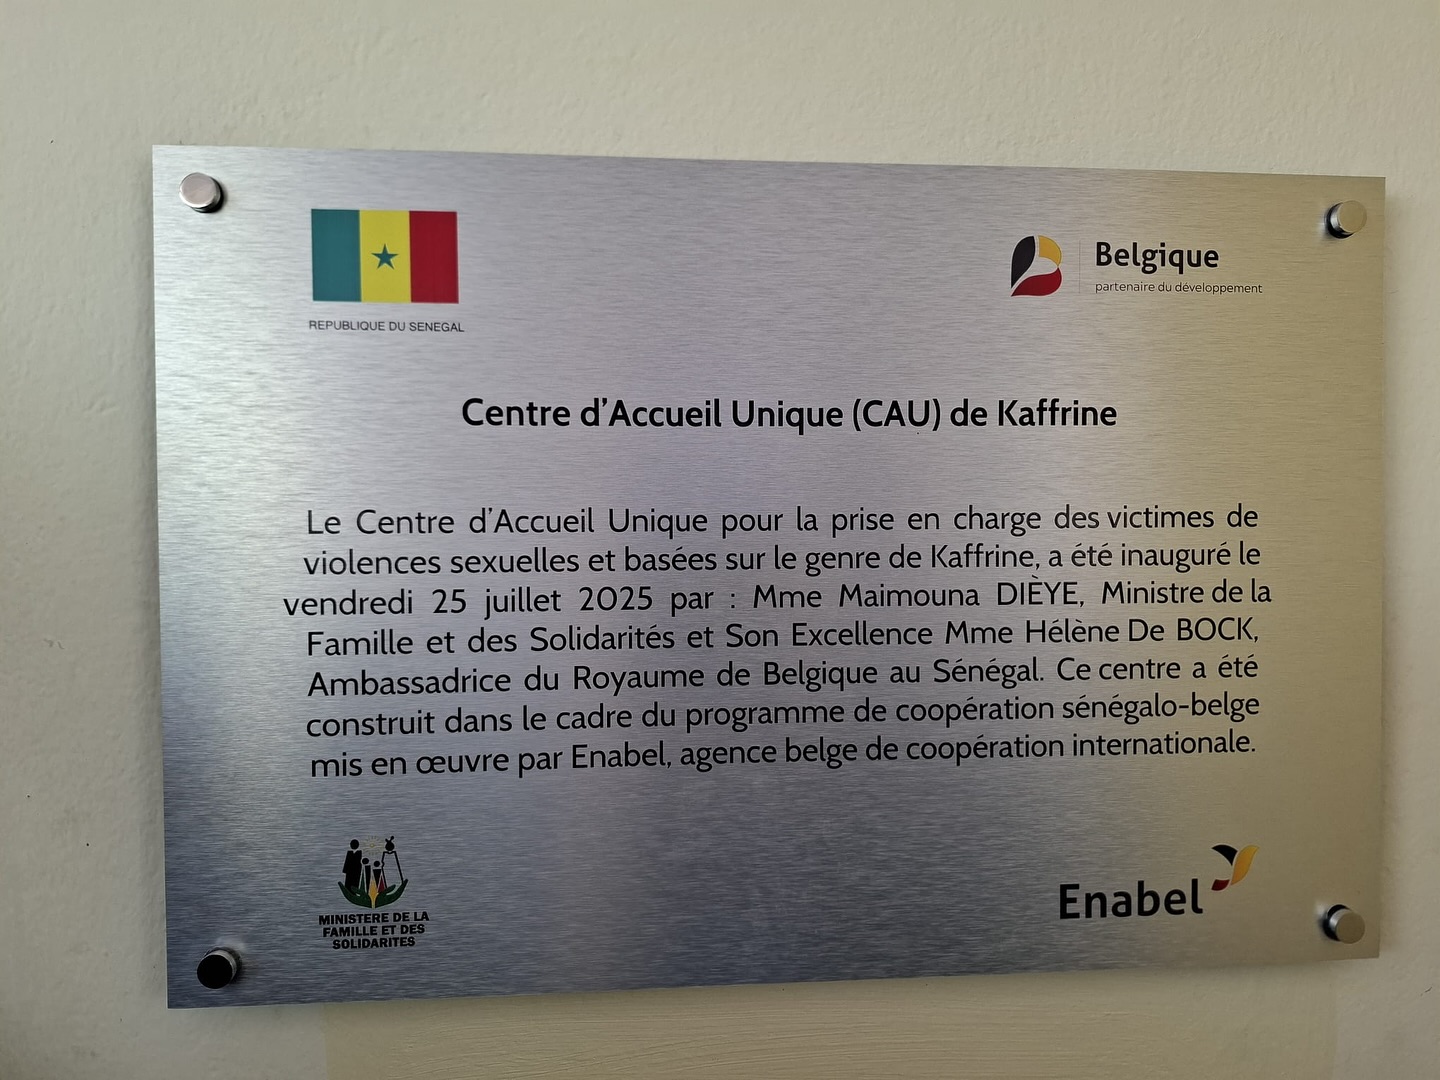 REPUBLIQUE DU SENEGAL
Belgique
partenaire du développement
Centre d'Accueil Unique (CAU) de Kaffrine
Le Centre d'Accueil Unique pour la prise en charge des victimes de
violences sexuelles et basées sur le genre de Kaffrine, a été inauguré le
vendredi 25 juillet 2025 par : Mme Maimouna DIÈYE, Ministre de la
Famille et des Solidarités et Son Excellence Mme Hélène De BOCK,
Ambassadrice du Royaume de Belgique au Sénégal. Ce centre a été
construit dans le cadre du programme de coopération sénégalo-belge
mis en œuvre par Enabel, agence belge de coopération internationale.
MINISTERE DE LA
FAMILLE ET DES
SOLIDARITES
Enabel